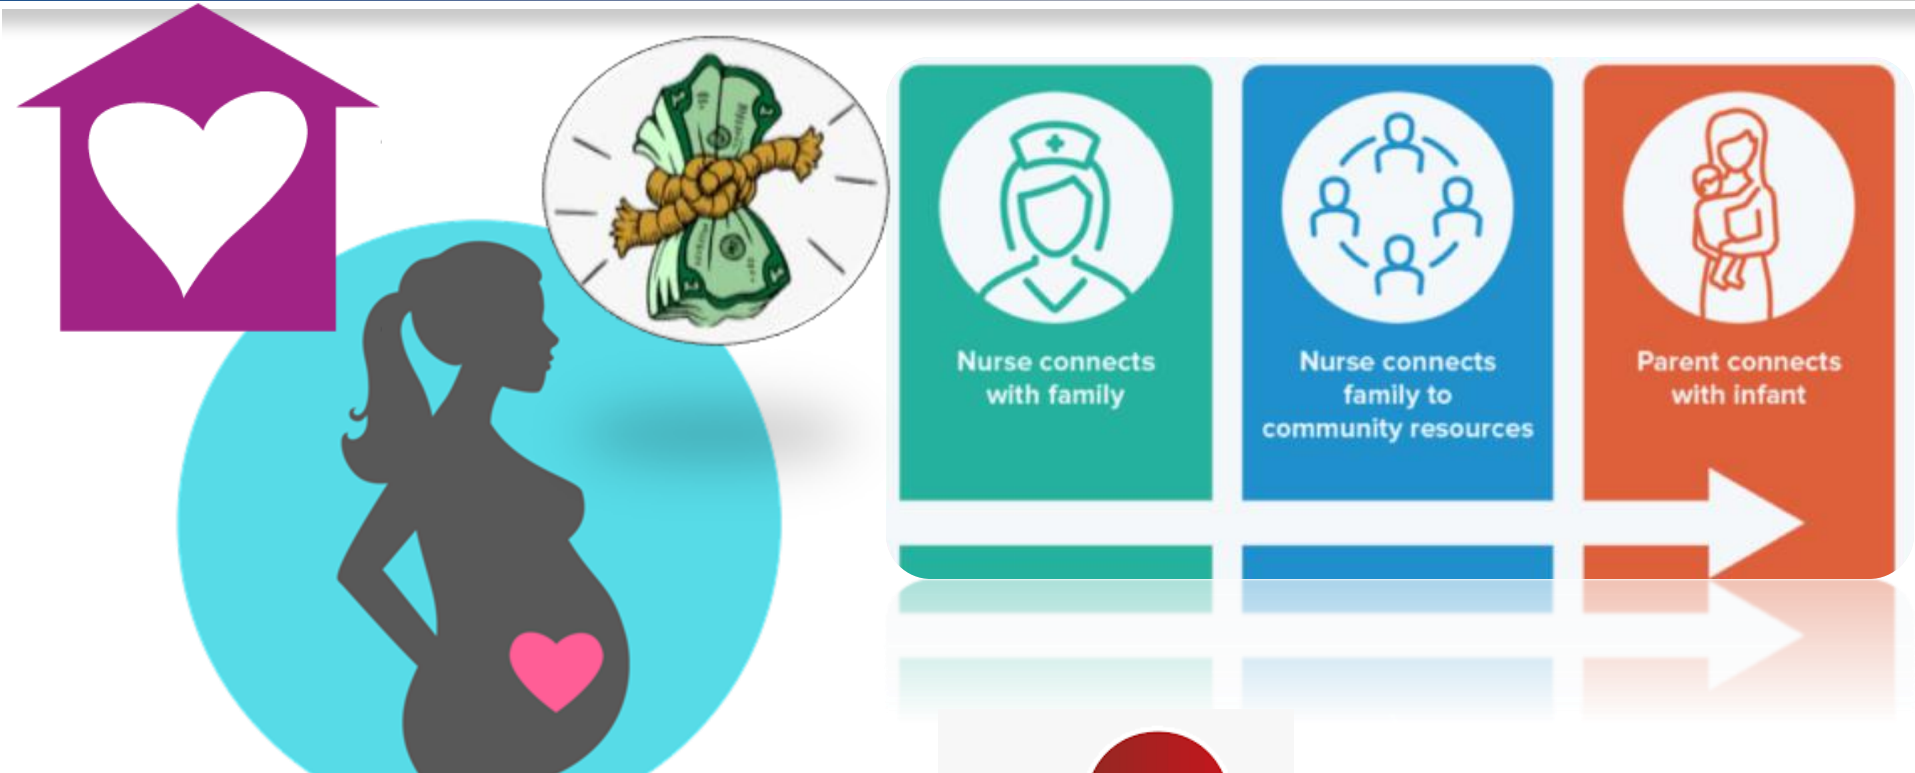 Nurse connects
with family
Nurse connects
family to
community resources
Parent connects
with infant